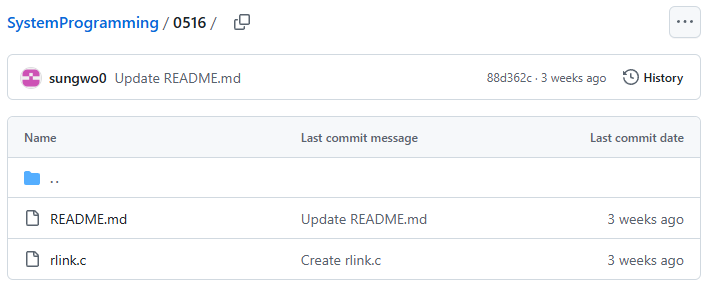 SystemProgramming / 0516 /
sungwo0 Update README.md 88d362c · 3 weeks ago History
Name Last commit message Last commit date
..
README.md Update README.md 3 weeks ago
rlink.c Create rlink.c 3 weeks ago